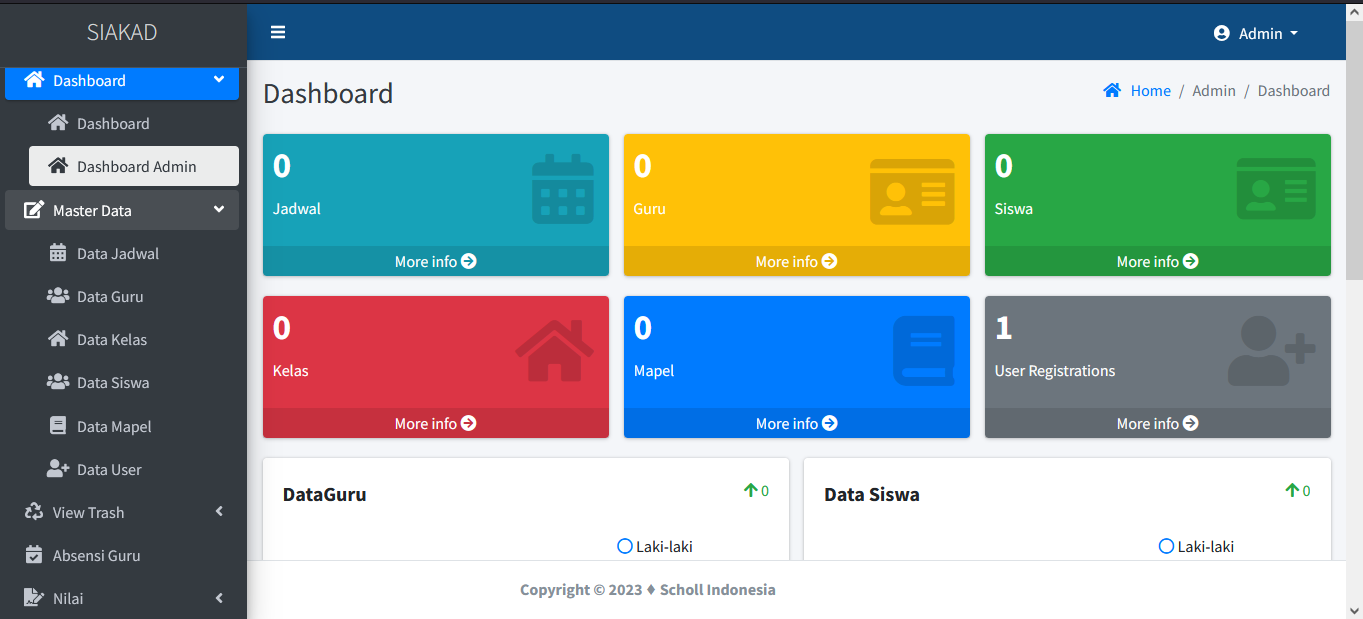 SIAKAD
Admin
Dashboard
Dashboard
Dashboard Admin
Master Data
Data Jadwal
Data Guru
Data Kelas
Data Siswa
Data Mapel
Data User
View Trash
Absensi Guru
Nilai
Dashboard
Home / Admin / Dashboard
0
Jadwal
More info
0
Guru
More info
0
Siswa
More info
0
Kelas
More info
0
Mapel
More info
1
User Registrations
More info
DataGuru
0
Laki-laki
Data Siswa
0
Laki-laki
Copyright © 2023 ♦ Scholl Indonesia